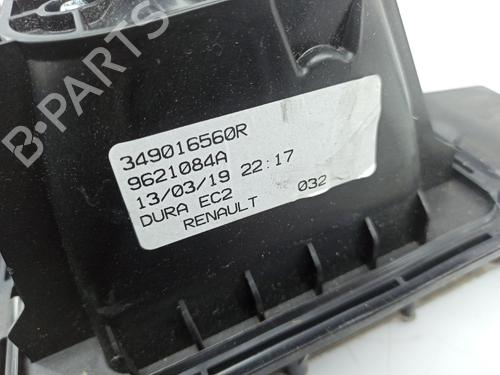 B-PARTS
349016560R
9621084A
13/03/19 22:17
DURA EC2 032
RENAULT